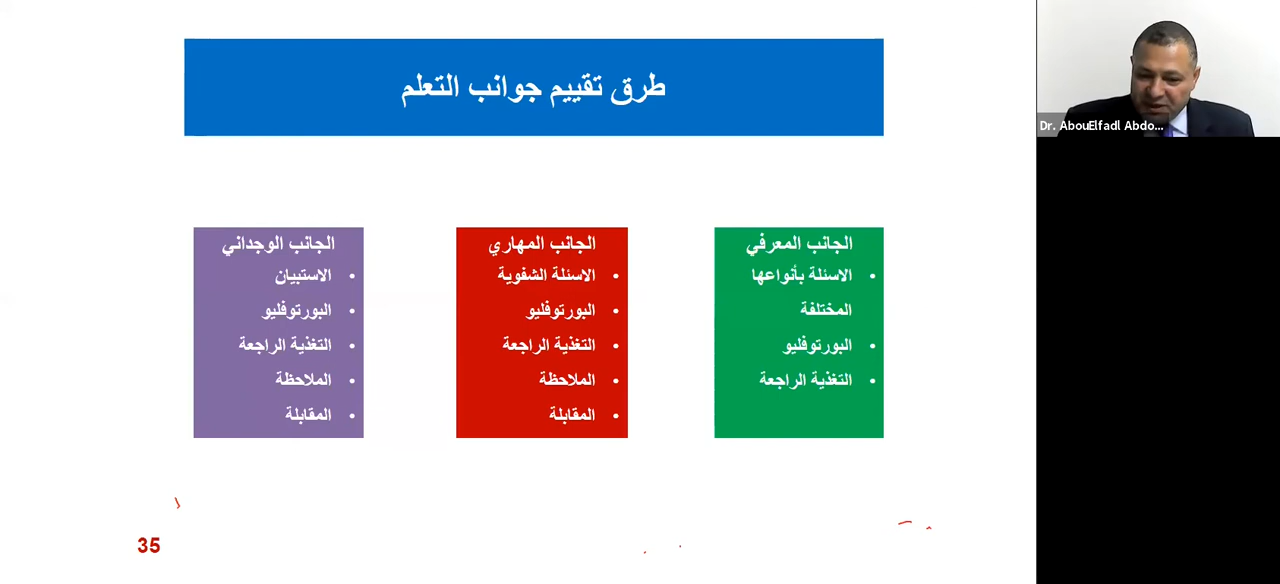 طرق تقييم جوانب التعلم
الجانب المعرفي
• الاسئلة بأنواعها
المختلفة
• البورتوفليو
• التغذية الراجعة
الجانب المهاري
• الاسئلة الشفوية
• البورتوفليو
• التغذية الراجعة
• الملاحظة
• المقابلة
الجانب الوجداني
• الاستبيان
• البورتوفليو
• التغذية الراجعة
• الملاحظة
• المقابلة
35
Dr. AbouElfadl Abdo...